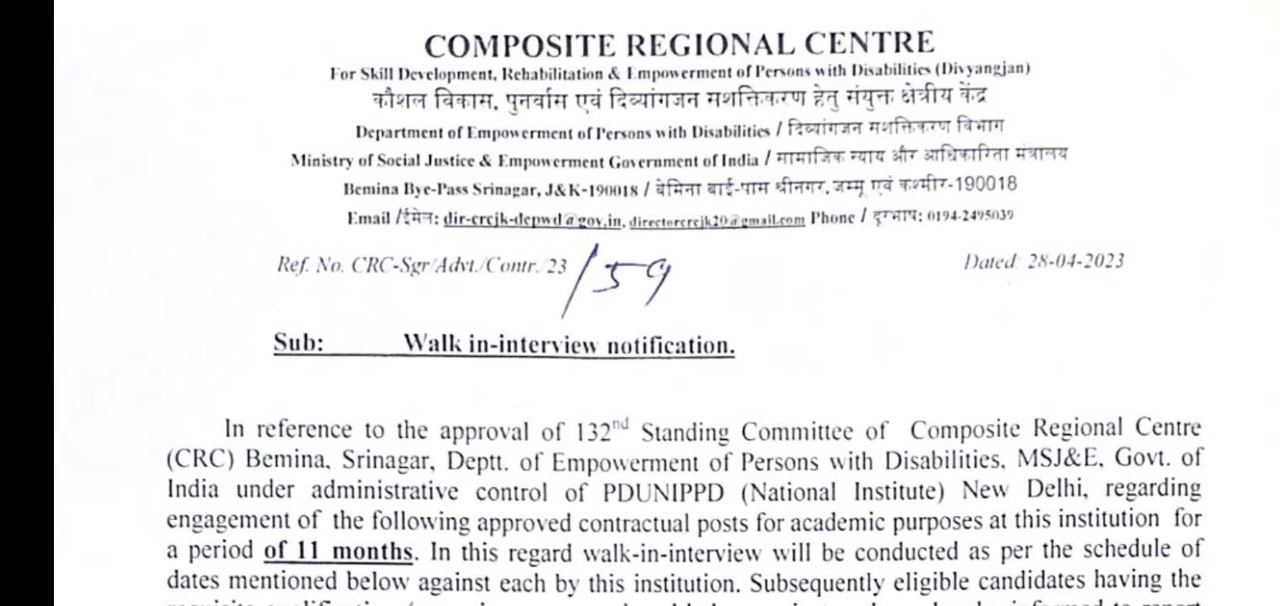 COMPOSITE REGIONAL CENTRE
For Skill Development, Rehabilitation & Empowerment of Persons with Disabilities (Divyangjan)
कौशल विकास, पुनर्वास एवं दिव्यांगजन सशक्तिकरण हेतु संयुक्त क्षेत्रीय केंद्र
Department of Empowerment of Persons with Disabilities / दिव्यांगजन सशक्तिकरण विभाग
Ministry of Social Justice & Empowerment Government of India / सामाजिक न्याय और आधिकारिता मंत्रालय
Bemina Bye-Pass Srinagar, J&K-190018 / बेमिना बाई-पास श्रीनगर, जम्मू एवं कश्मीर-190018
Email /ईमेल: dir-crcjk-depwd@gov.in, directorcrcjk20@gmail.com Phone / दूरभाष: 0194-2495039
Ref. No. CRC-Sgr/Advt./Contr./23 /59 Dated: 28-04-2023
Sub: Walk in-interview notification.
In reference to the approval of 132nd Standing Committee of Composite Regional Centre
(CRC) Bemina, Srinagar, Deptt. of Empowerment of Persons with Disabilities, MSJ&E, Govt. of
India under administrative control of PDUNIPPD (National Institute) New Delhi, regarding
engagement of the following approved contractual posts for academic purposes at this institution for
a period of 11 months. In this regard walk-in-interview will be conducted as per the schedule of
dates mentioned below against each by this institution. Subsequently eligible candidates having the